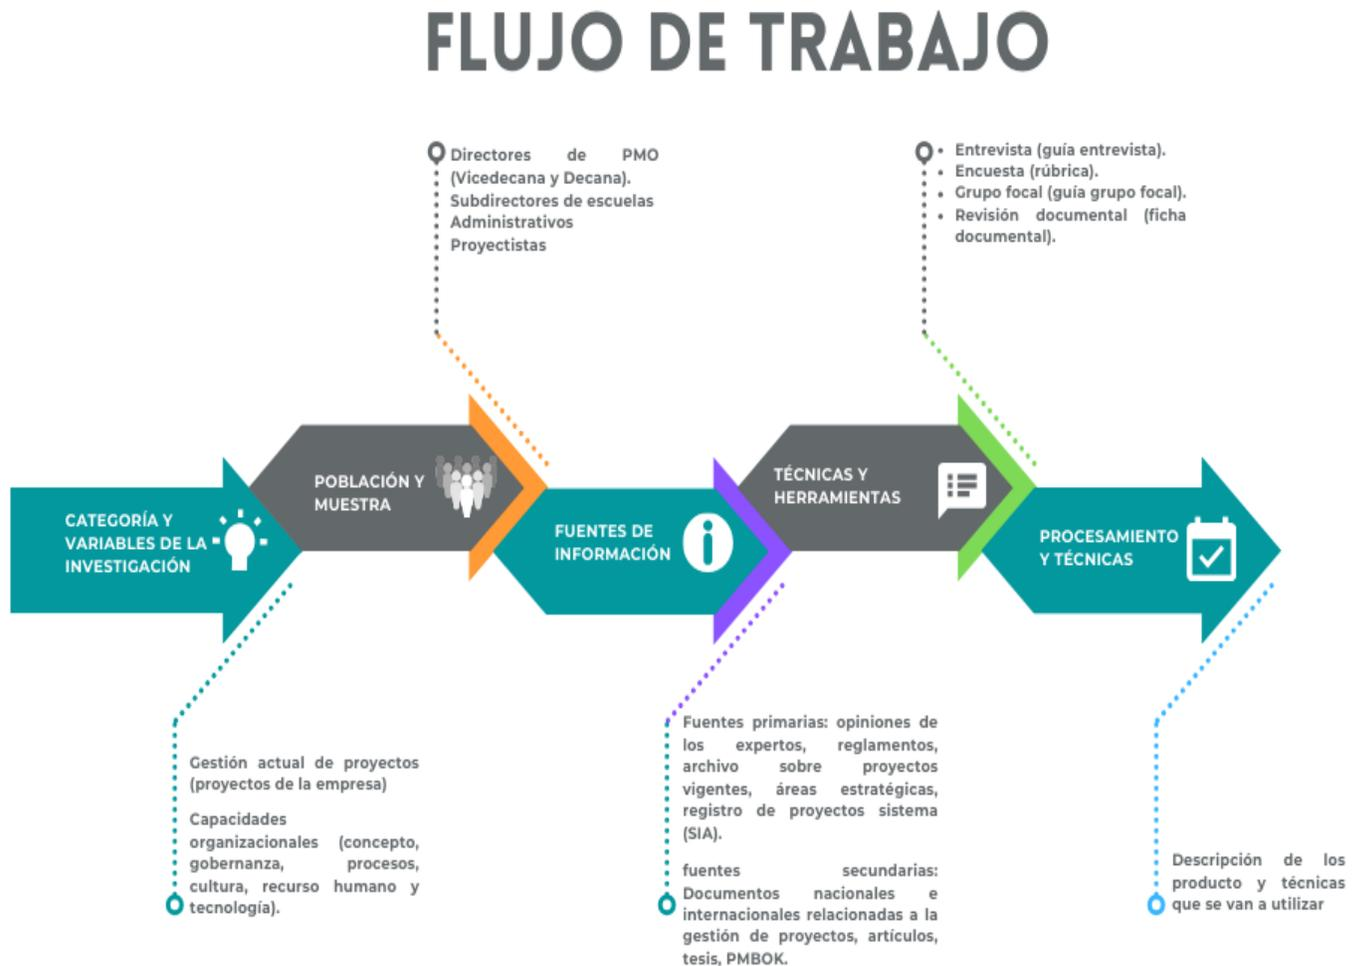 FLUJO DE TRABAJO
Directores de PMO
(Vicedecana y Decana).
Subdirectores de escuelas
Administrativos
Proyectistas
• Entrevista (guía entrevista).
• Encuesta (rúbrica).
• Grupo focal (guía grupo focal).
• Revisión documental (ficha
documental).
CATEGORÍA Y
VARIABLES DE LA
INVESTIGACIÓN
POBLACIÓN Y
MUESTRA
FUENTES DE
INFORMACIÓN
TÉCNICAS Y
HERRAMIENTAS
PROCESAMIENTO
Y TÉCNICAS
Gestión actual de proyectos
(proyectos de la empresa)
Capacidades
organizacionales (concepto,
gobernanza, procesos,
cultura, recurso humano y
tecnología).
Fuentes primarias: opiniones de
los expertos, reglamentos,
archivo sobre proyectos
vigentes, áreas estratégicas,
registro de proyectos sistema
(SIA).
fuentes secundarias:
Documentos nacionales e
internacionales relacionadas a la
gestión de proyectos, artículos,
tesis, PMBOK.
Descripción de los
producto y técnicas
que se van a utilizar